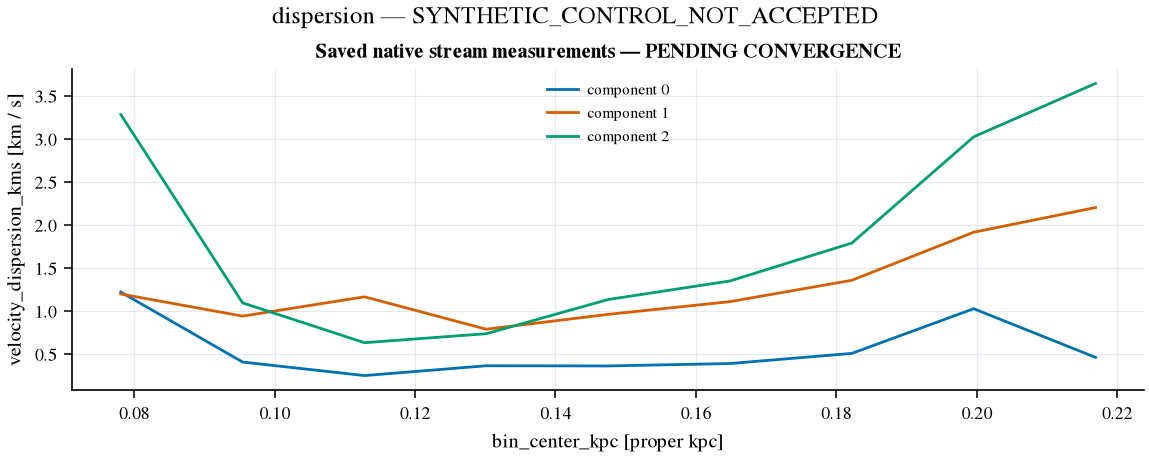 dispersion — SYNTHETIC_CONTROL_NOT_ACCEPTED
Saved native stream measurements — PENDING CONVERGENCE
component 0
component 1
component 2
velocity_dispersion_kms [km / s]
3.5
3.0
2.5
2.0
1.5
1.0
0.5
0.08 0.10 0.12 0.14 0.16 0.18 0.20 0.22
bin_center_kpc [proper kpc]